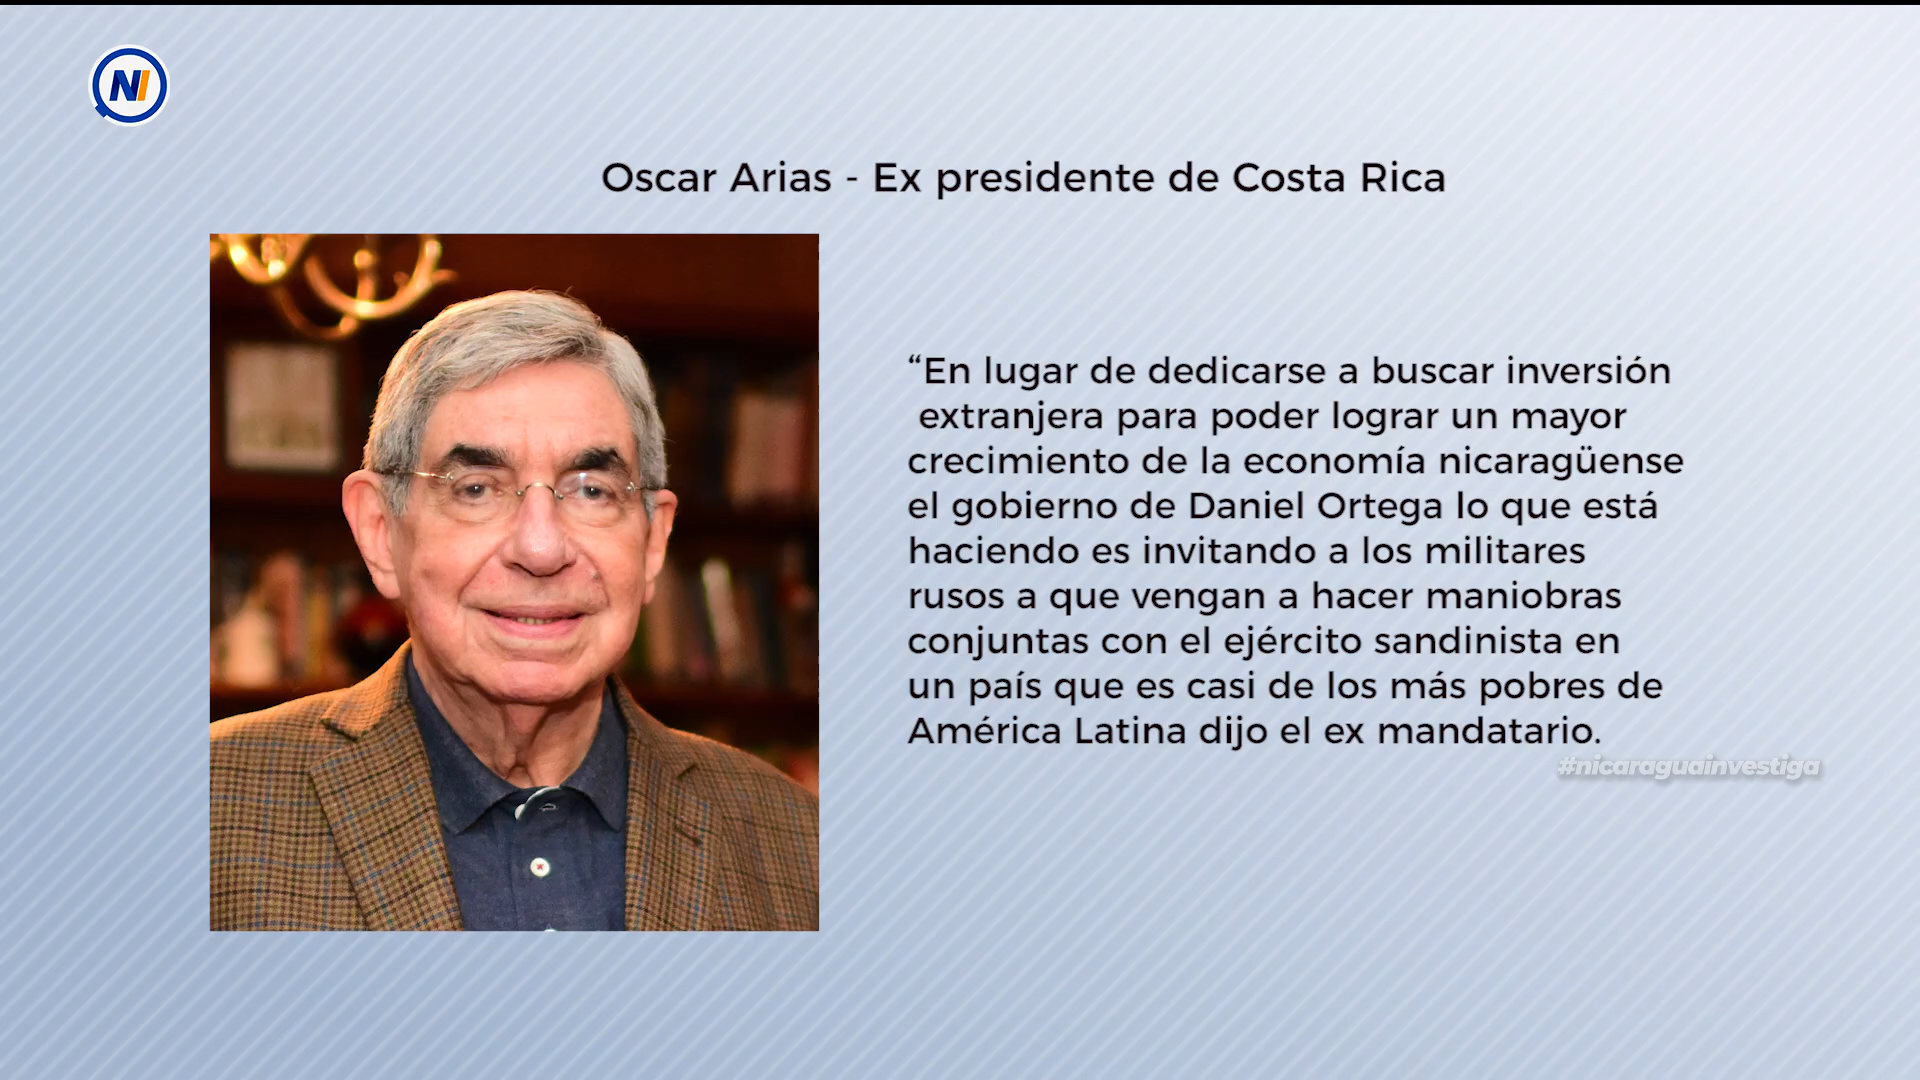 NI
Oscar Arias - Ex presidente de Costa Rica
“En lugar de dedicarse a buscar inversión
extranjera para poder lograr un mayor
crecimiento de la economía nicaragüense
el gobierno de Daniel Ortega lo que está
haciendo es invitando a los militares
rusos a que vengan a hacer maniobras
conjuntas con el ejército sandinista en
un país que es casi de los más pobres de
América Latina dijo el ex mandatario.
#nicaraguainvestiga